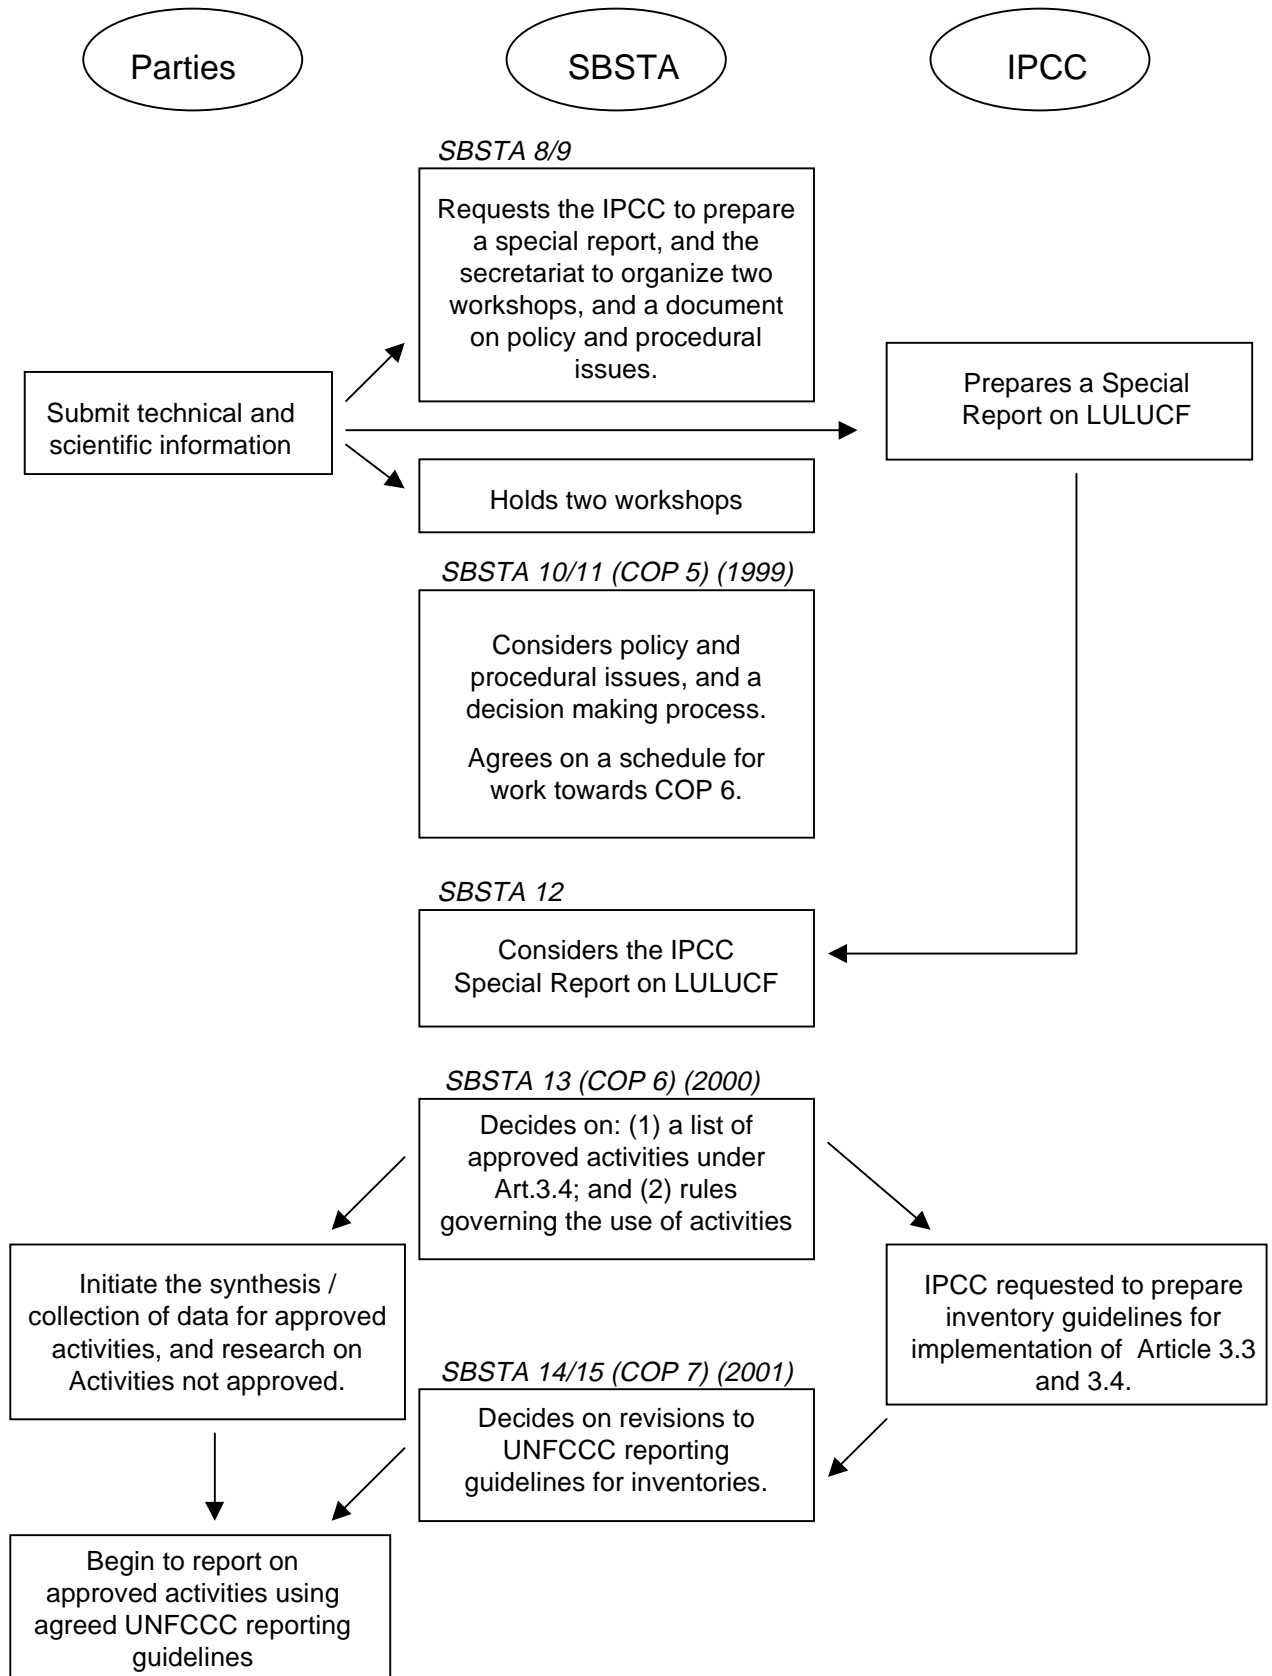 Parties
SBSTA
IPCC
SBSTA 8/9
Requests the IPCC to prepare
a special report, and the
secretariat to organize two
workshops, and a document
on policy and procedural
issues.
Submit technical and
scientific information
Prepares a Special
Report on LULUCF
Holds two workshops
SBSTA 10/11 (COP 5) (1999)
Considers policy and
procedural issues, and a
decision making process.
Agrees on a schedule for
work towards COP 6.
SBSTA 12
Considers the IPCC
Special Report on LULUCF
SBSTA 13 (COP 6) (2000)
Decides on: (1) a list of
approved activities under
Art.3.4; and (2) rules
governing the use of activities
Initiate the synthesis /
collection of data for approved
activities, and research on
Activities not approved.
IPCC requested to prepare
inventory guidelines for
implementation of Article 3.3
and 3.4.
SBSTA 14/15 (COP 7) (2001)
Decides on revisions to
UNFCCC reporting
guidelines for inventories.
Begin to report on
approved activities using
agreed UNFCCC reporting
guidelines